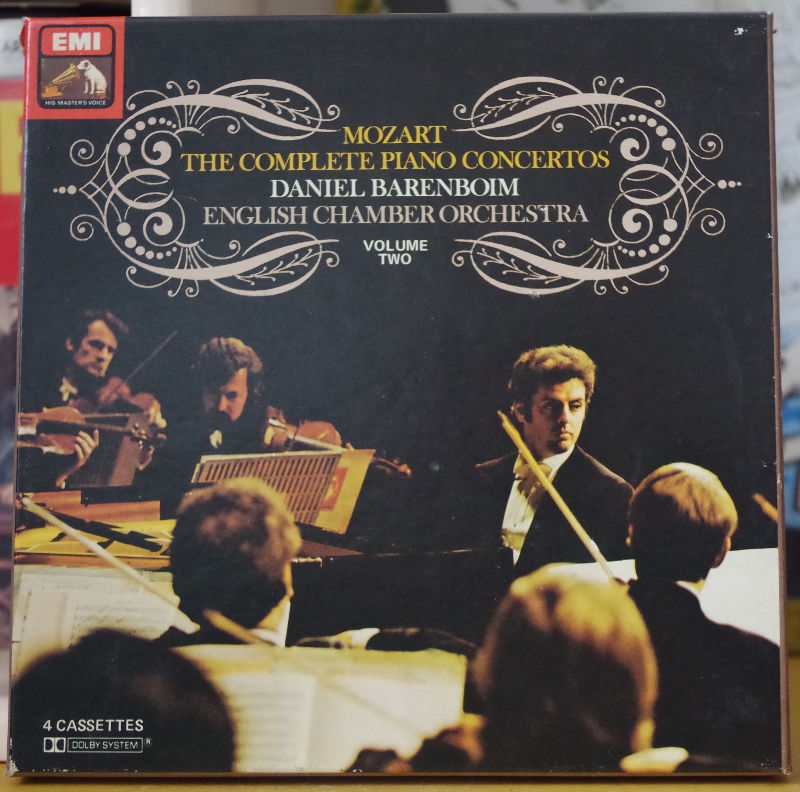 EMI
HIS MASTER'S VOICE
MOZART
THE COMPLETE PIANO CONCERTOS
DANIEL BARENBOIM
ENGLISH CHAMBER ORCHESTRA
VOLUME
TWO
4 CASSETTES
DOLBY SYSTEM ®